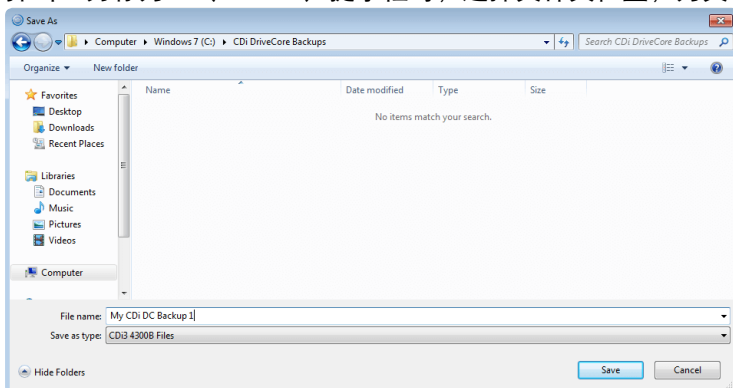 Save As
Computer ▸ Windows7 (C:) ▸ CDi DriveCore Backups
Search CDi DriveCore Backups
Organize ▾ New folder
Name Date modified Type Size
No items match your search.
Favorites
Desktop
Downloads
Recent Places
Libraries
Documents
Music
Pictures
Videos
Computer
File name: My CDi DC Backup 1
Save as type: CDi3 4300B Files
Hide Folders
Save Cancel